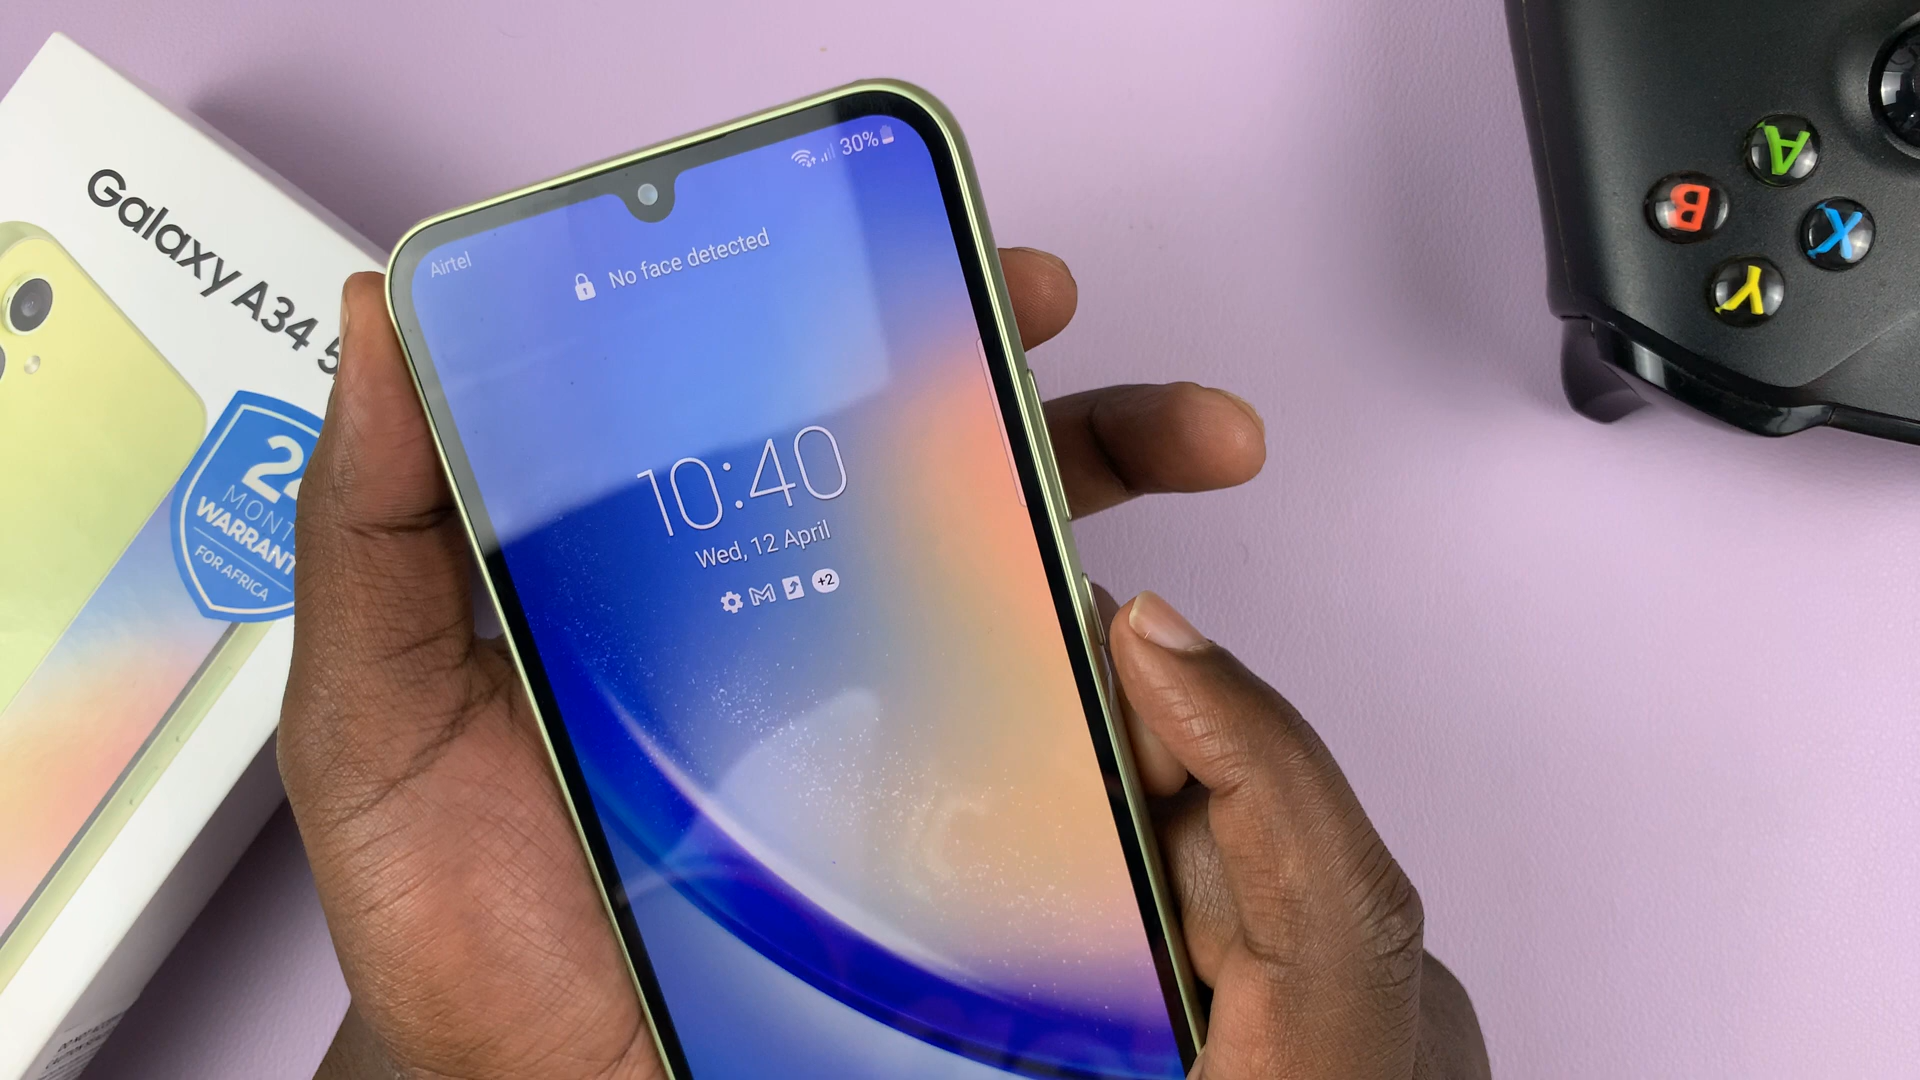 Galaxy A34 5
2
MONT
WARRANT
FOR AFRICA
30%
Airtel
No face detected
10:40
Wed, 12 April
+2
A
B
X
Y